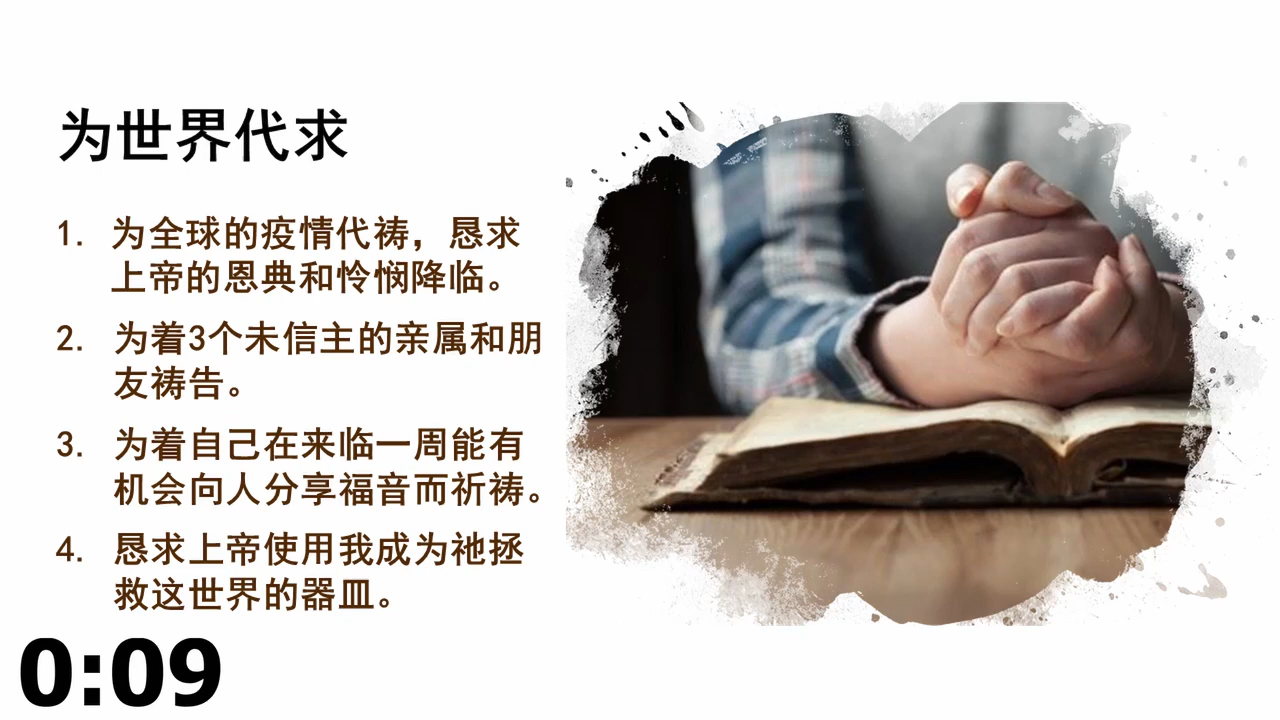 为世界代求
1. 为全球的疫情代祷，恳求
上帝的恩典和怜悯降临。
2. 为着3个未信主的亲属和朋
友祷告。
3. 为着自己在来临一周能有
机会向人分享福音而祈祷。
4. 恳求上帝使用我成为祂拯
救这世界的器皿。
0:09